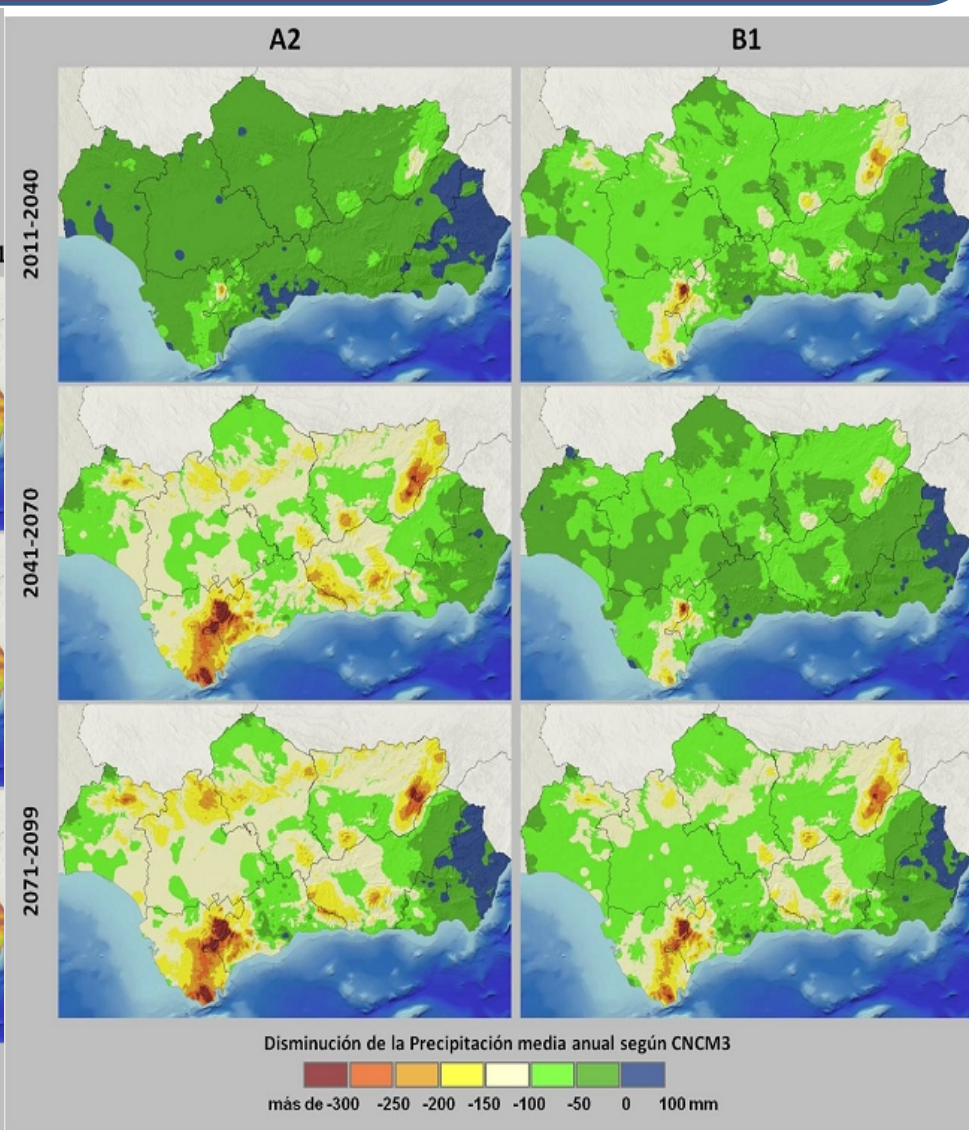 A2 B1
2011-2040
2041-2070
2071-2099
Disminución de la Precipitación media anual según CNCM3
más de -300 -250 -200 -150 -100 -50 0 100 mm